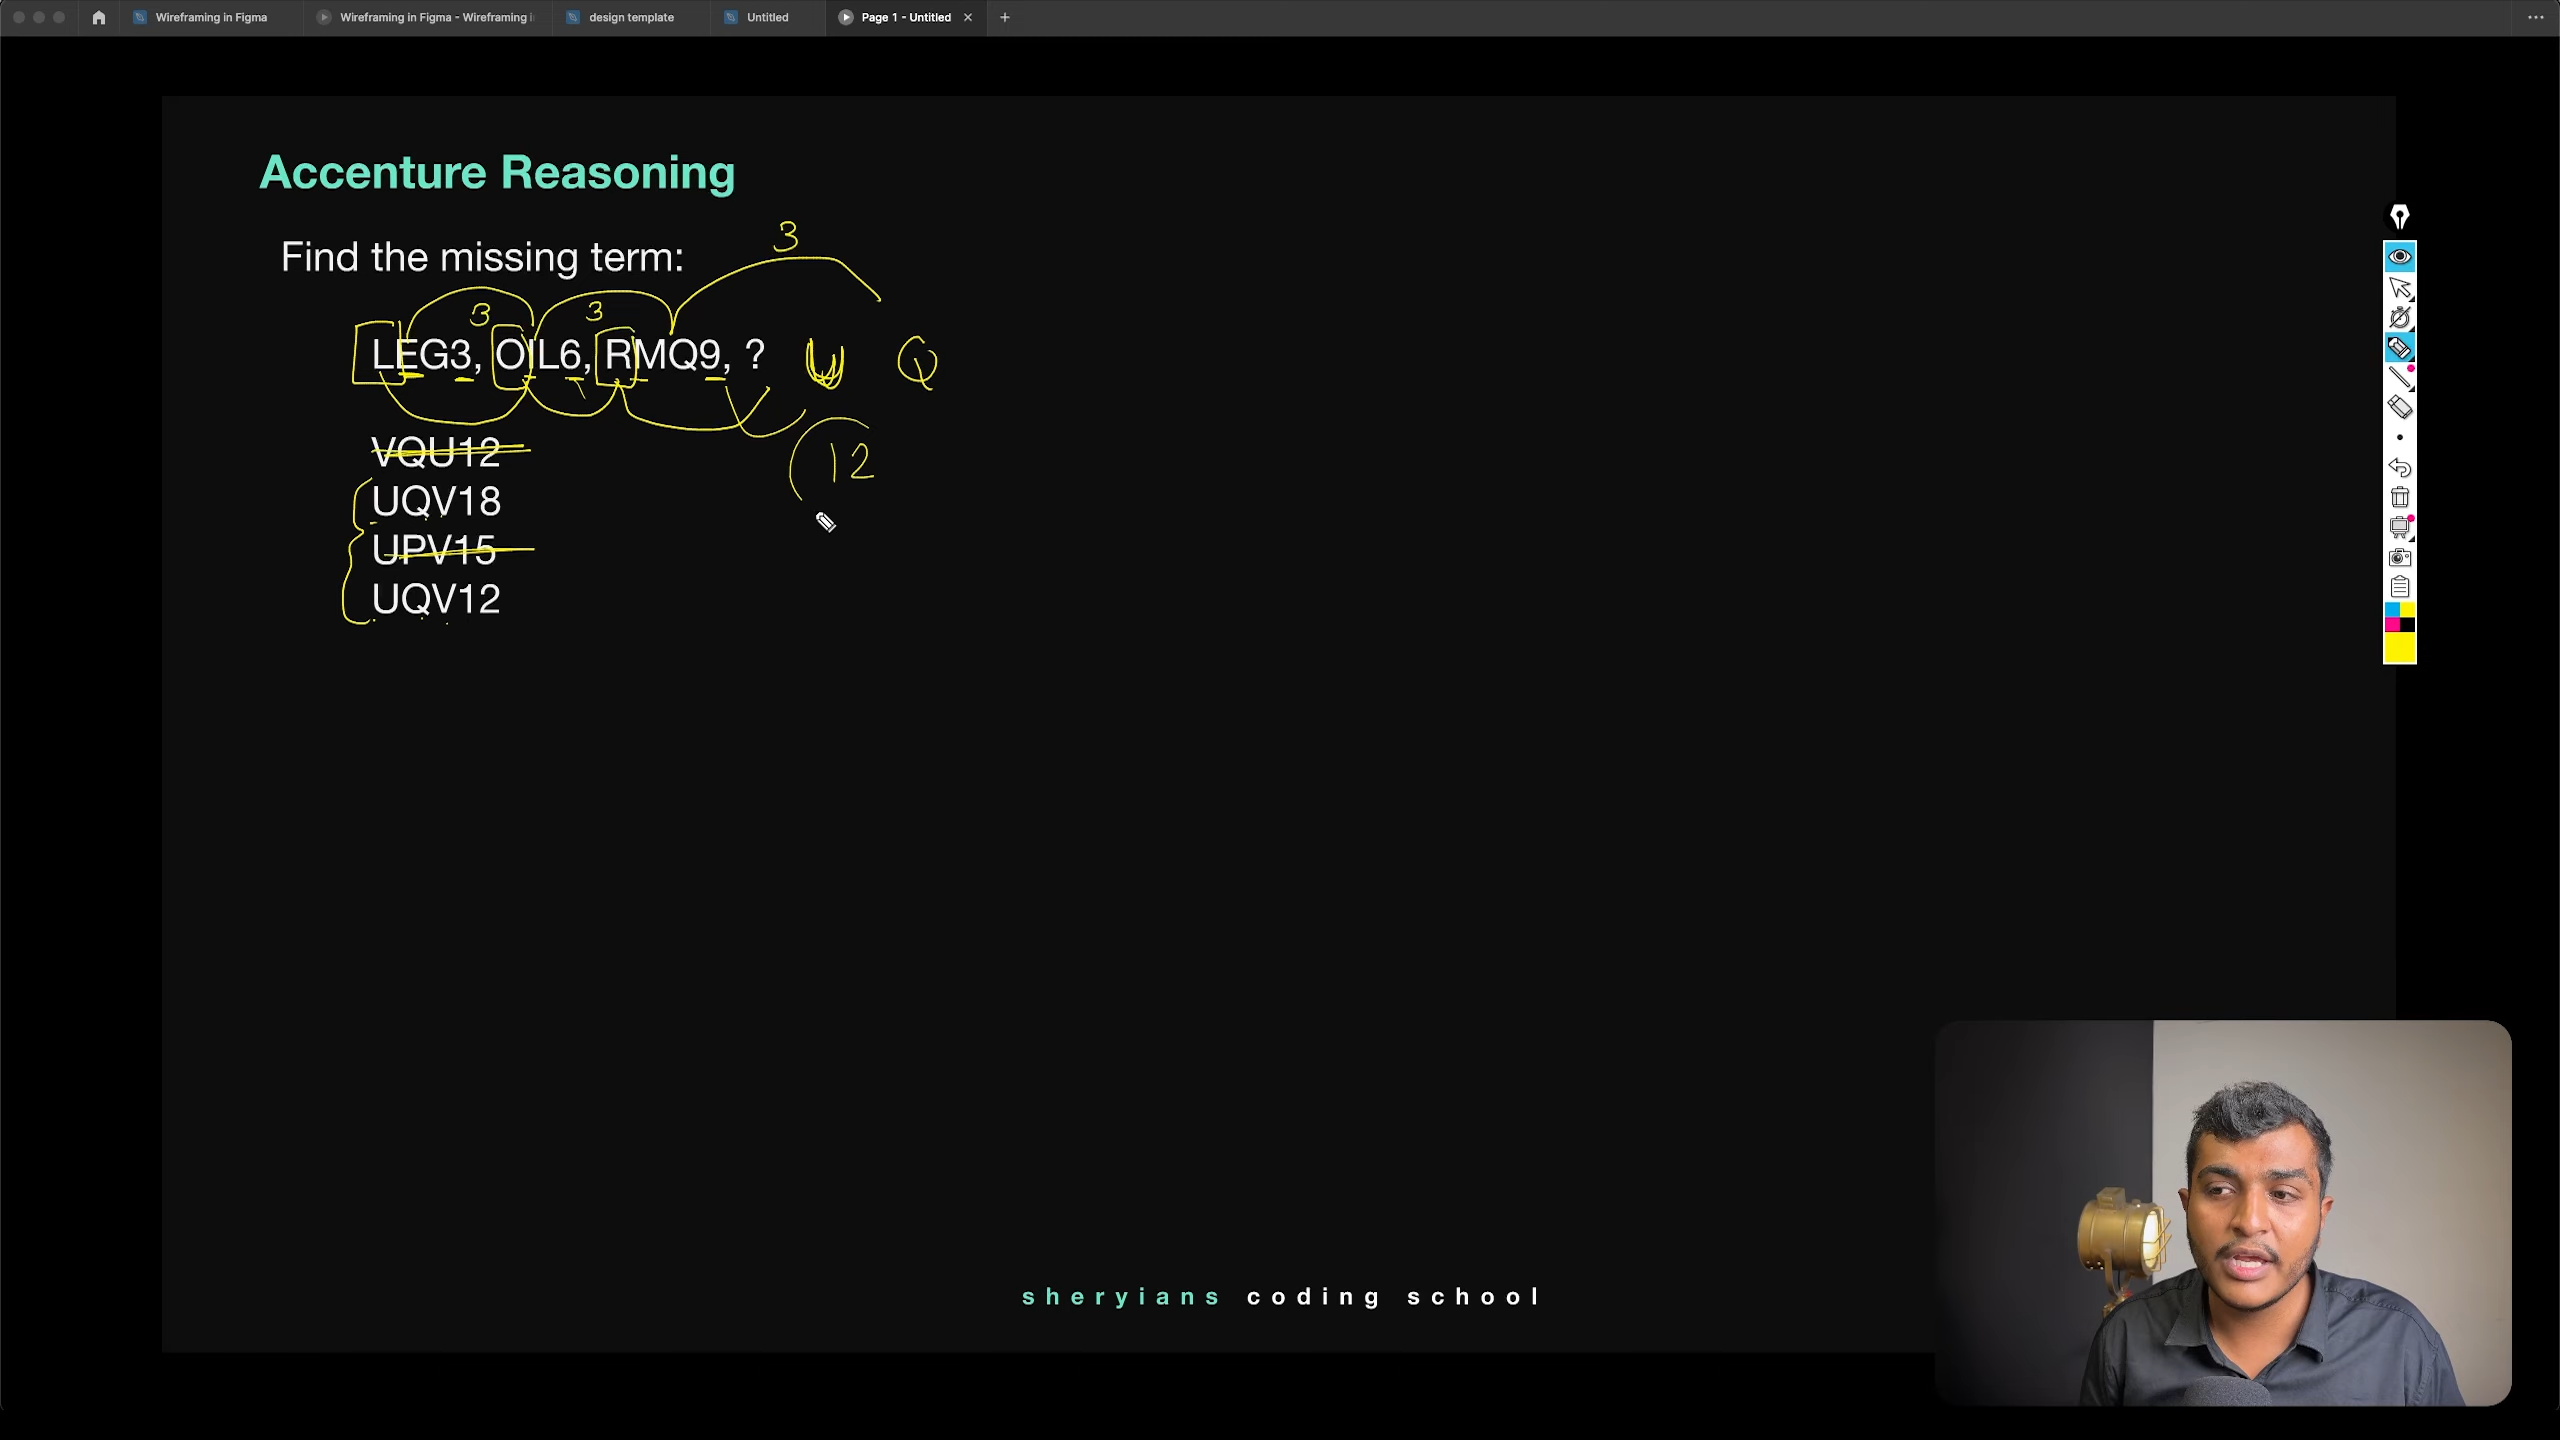 Wireframing in Figma Wireframing in Figma - Wireframing i design template Untitled Page 1 - Untitled
Accenture Reasoning
3
Find the missing term:
3 3
LEG3, OIL6, RMQ9, ? U Q
VQU12
12
UQV18
UPV15
UQV12
sheryians coding school